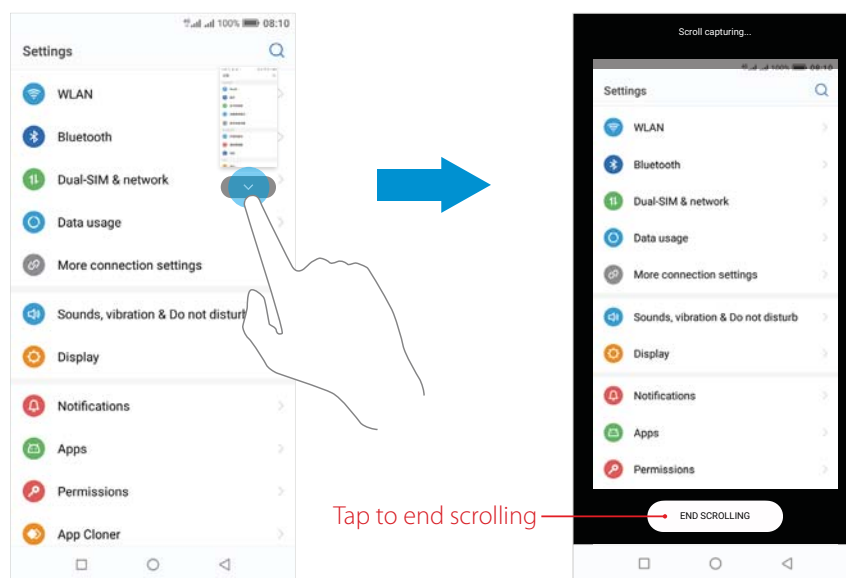 100% 08:10
Settings
WLAN
Bluetooth
Dual-SIM & network
Data usage
More connection settings
Sounds, vibration & Do not disturb
Display
Notifications
Apps
Permissions
App Cloner
Scroll capturing...
100% 08:10
Settings
WLAN
Bluetooth
Dual-SIM & network
Data usage
More connection settings
Sounds, vibration & Do not disturb
Display
Notifications
Apps
Permissions
Tap to end scrolling
END SCROLLING